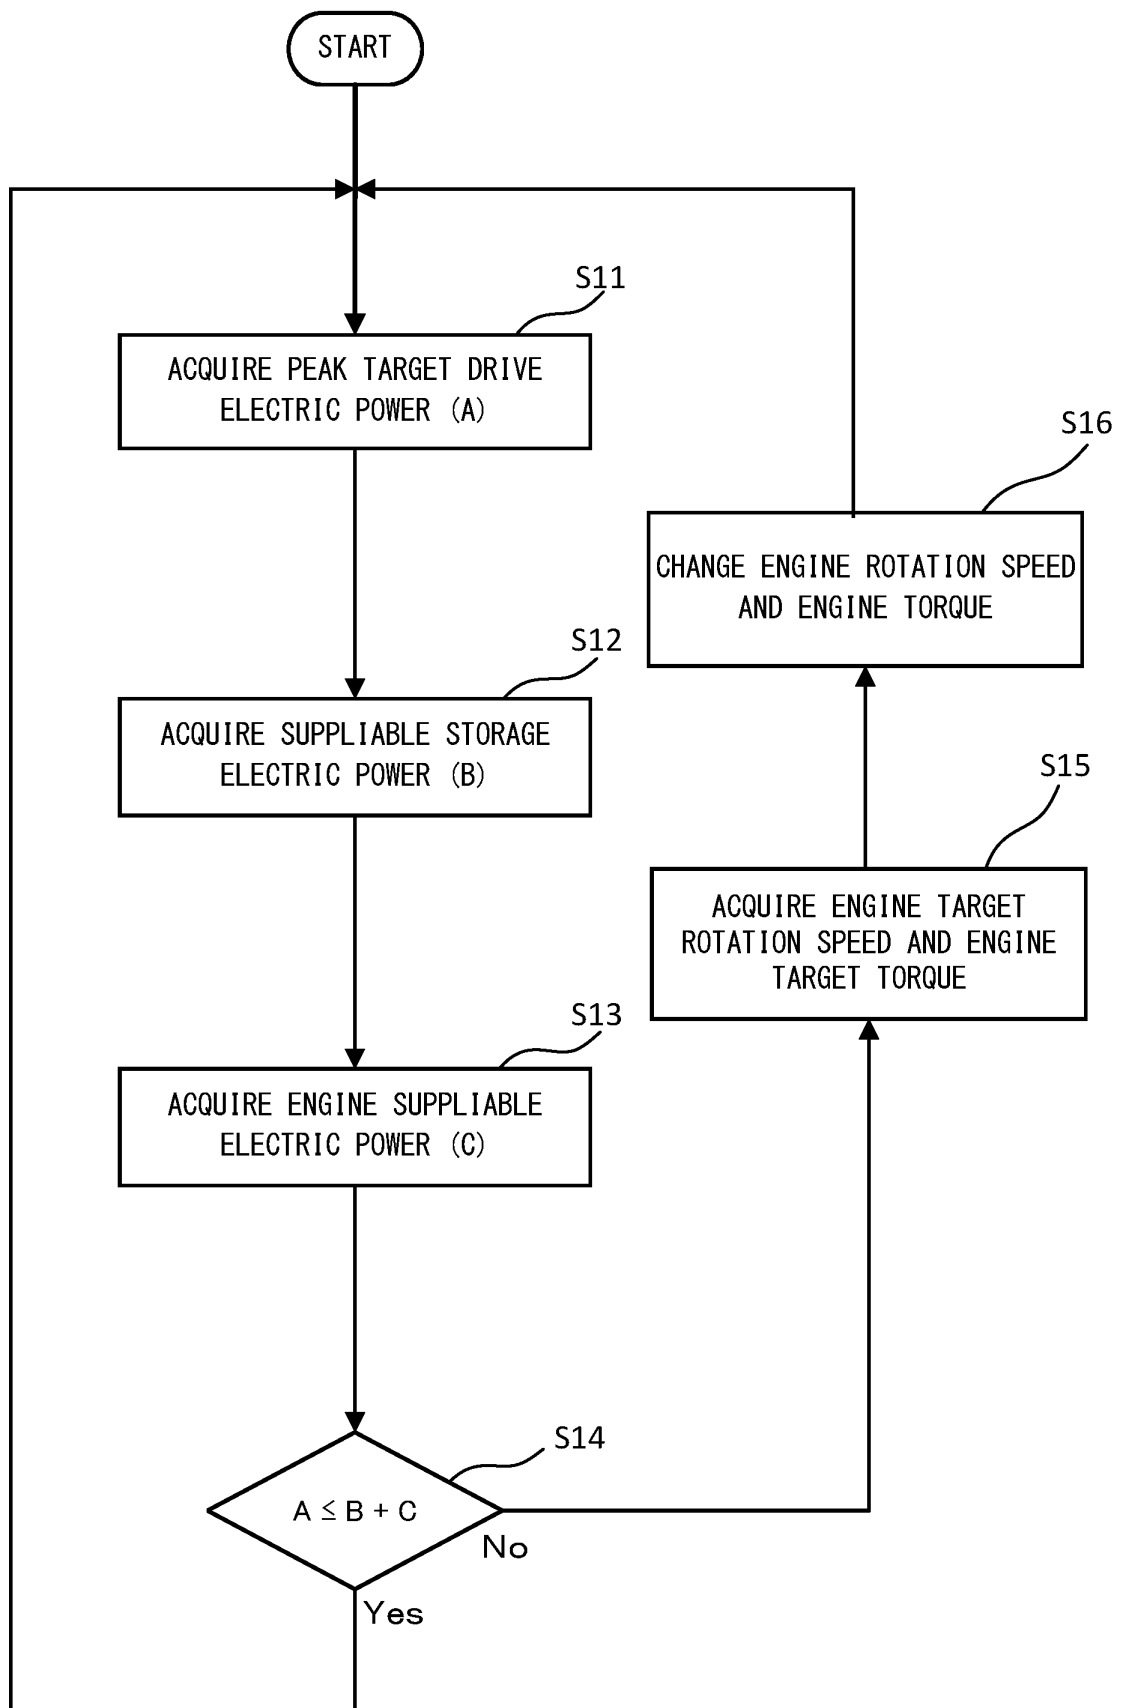 START
S11
ACQUIRE PEAK TARGET DRIVE
ELECTRIC POWER (A)
S12
ACQUIRE SUPPLIABLE STORAGE
ELECTRIC POWER (B)
S13
ACQUIRE ENGINE SUPPLIABLE
ELECTRIC POWER (C)
S14
A ≤ B + C
No
Yes
S15
ACQUIRE ENGINE TARGET
ROTATION SPEED AND ENGINE
TARGET TORQUE
S16
CHANGE ENGINE ROTATION SPEED
AND ENGINE TORQUE